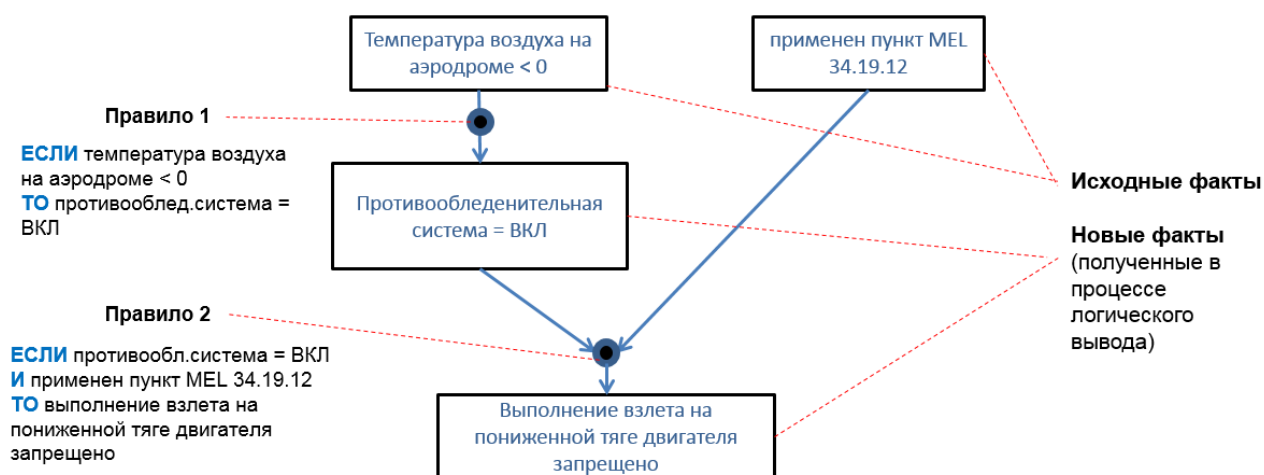 Температура воздуха на
аэродроме < 0
применен пункт MEL
34.19.12
Правило 1
ЕСЛИ температура воздуха
на аэродроме < 0
ТО противооблед.система =
ВКЛ
Противообледенительная
система = ВКЛ
Исходные факты
Новые факты
(полученные в
процессе
логического
вывода)
Правило 2
ЕСЛИ противообл.система = ВКЛ
И применен пункт MEL 34.19.12
ТО выполнение взлета на
пониженной тяге двигателя
запрещено
Выполнение взлета на
пониженной тяге двигателя
запрещено